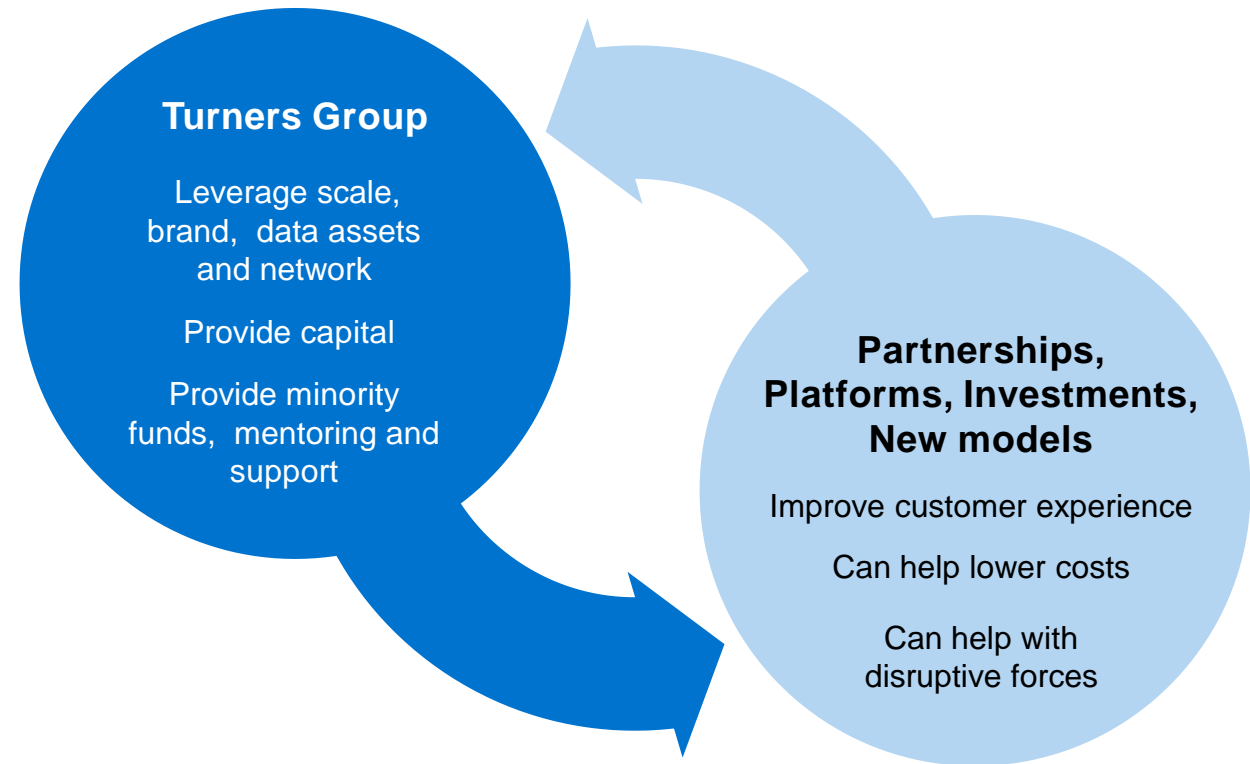 Turners Group
Leverage scale,
brand,  data assets
and network
Provide capital
Provide minority
funds,  mentoring and
support
Partnerships,
Platforms, Investments,
New models
Improve customer experience
Can help lower costs
Can help with
disruptive forces